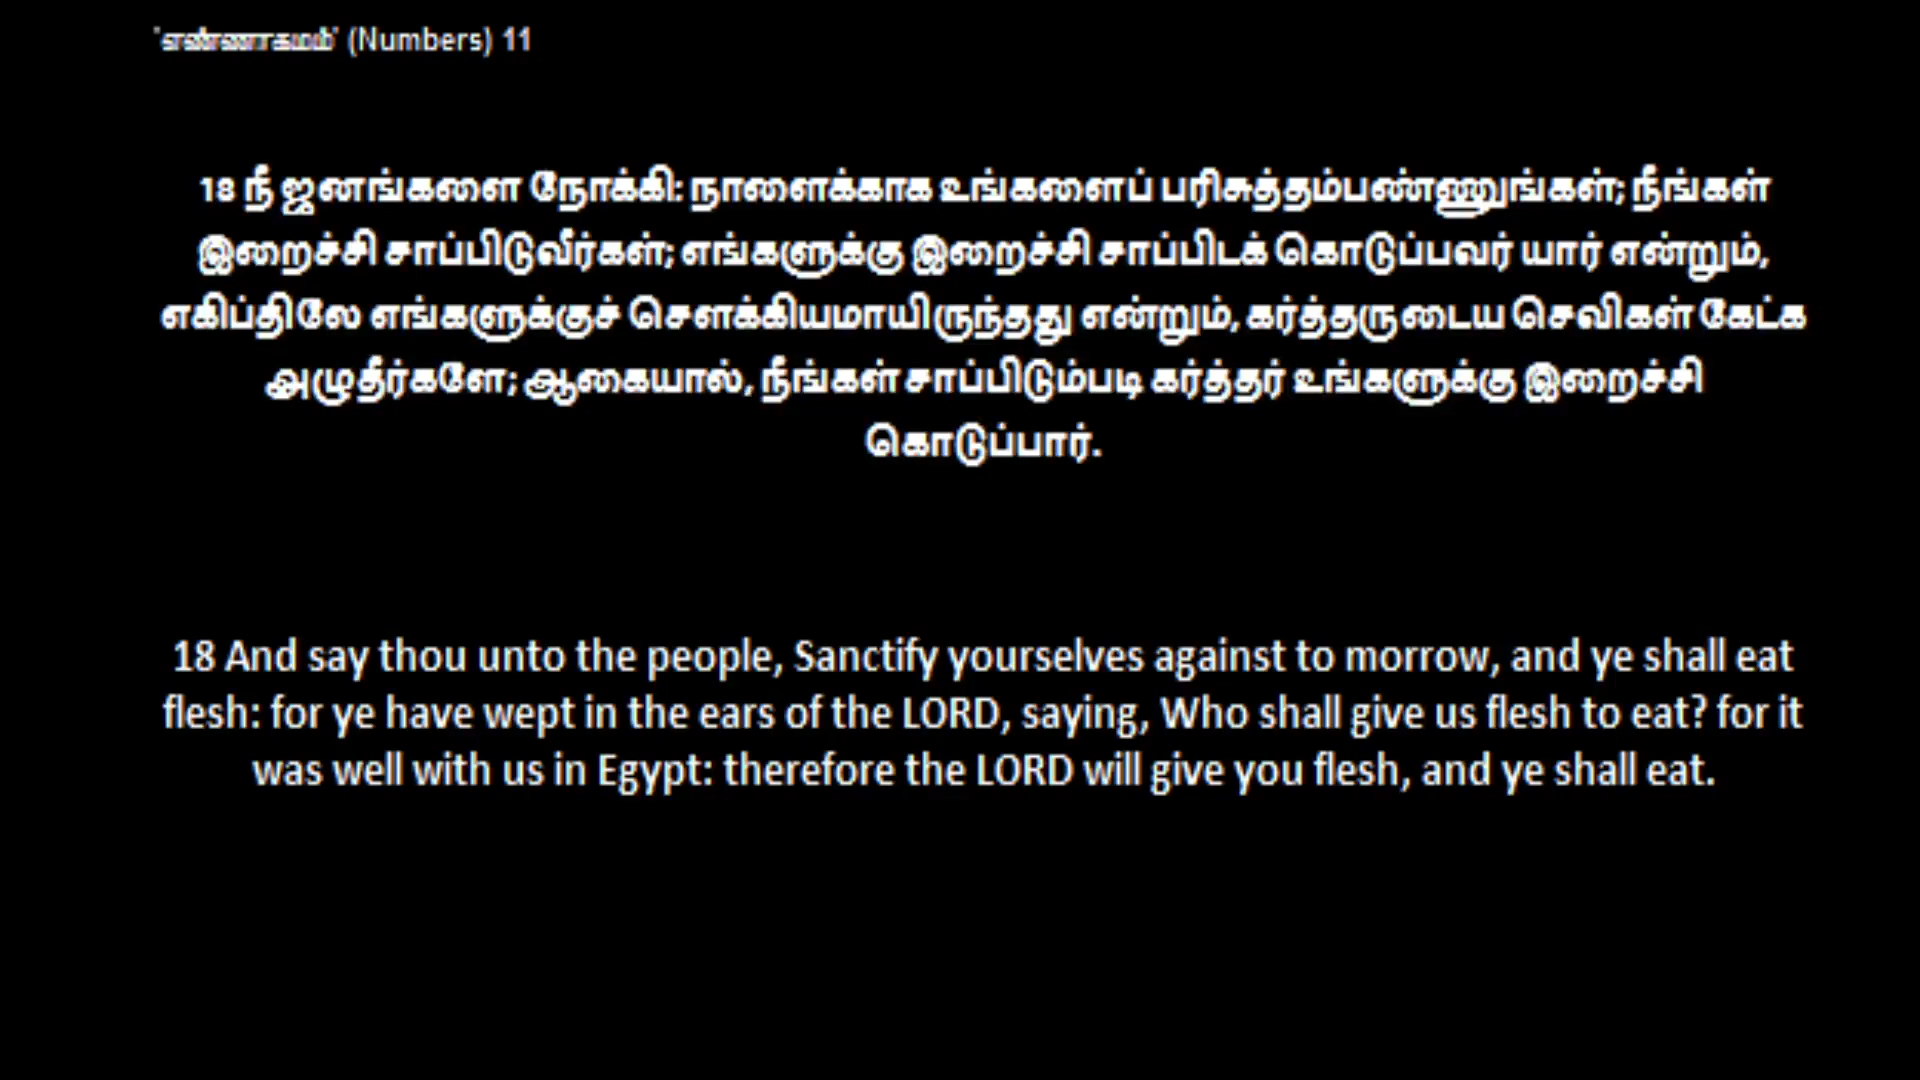 'எண்ணாகமம்' (Numbers) 11
18 நீ ஜனங்களை நோக்கி: நாளைக்காக உங்களைப் பரிசுத்தம்பண்ணுங்கள்; நீங்கள்
இறைச்சி சாப்பிடுவீர்கள்; எங்களுக்கு இறைச்சி சாப்பிடக் கொடுப்பவர் யார் என்றும்,
எகிப்திலே எங்களுக்குச் சௌக்கியமாயிருந்தது என்றும், கர்த்தருடைய செவிகள் கேட்க
அழுதீர்களே; ஆகையால், நீங்கள் சாப்பிடும்படி கர்த்தர் உங்களுக்கு இறைச்சி
கொடுப்பார்.
18 And say thou unto the people, Sanctify yourselves against to morrow, and ye shall eat
flesh: for ye have wept in the ears of the LORD, saying, Who shall give us flesh to eat? for it
was well with us in Egypt: therefore the LORD will give you flesh, and ye shall eat.